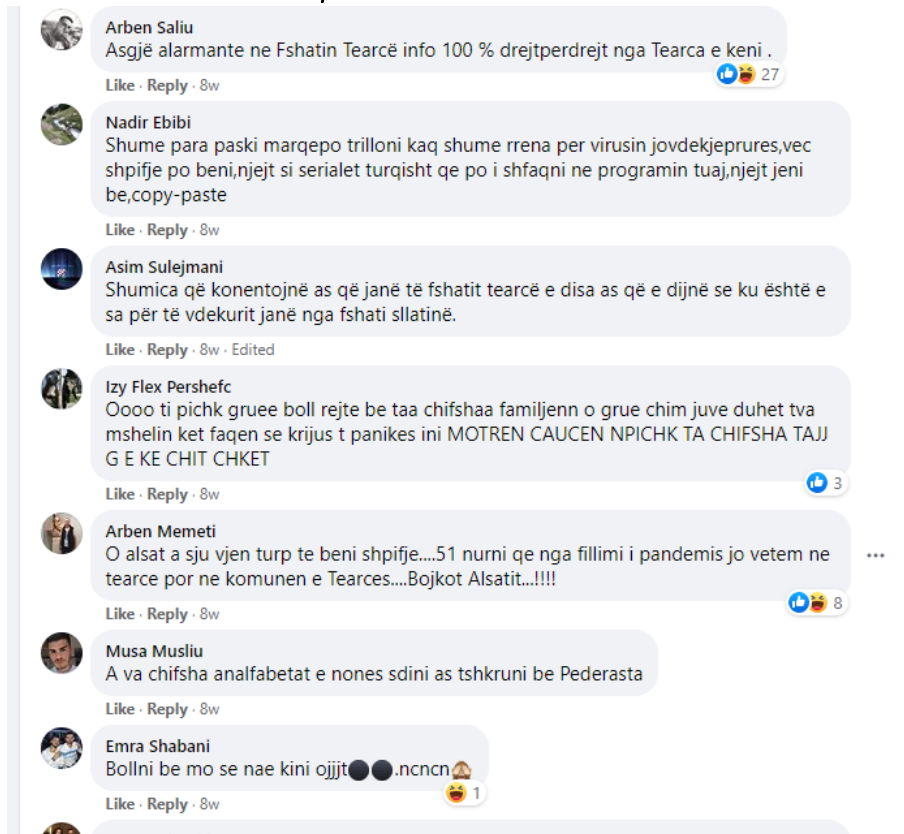 Arben Saliu
Asgjë alarmante ne Fshatin Tearcë info 100 % drejtperdrejt nga Tearca e keni .
27
Like · Reply · 8w
Nadir Ebibi
Shume para paski marqepo trilloni kaq shume rrena per virusin jovdekjeprures,vec
shpifje po beni,njejt si serialet turqisht qe po i shfaqni ne programin tuaj,njejt jeni
be,copy-paste
Like · Reply · 8w
Asim Sulejmani
Shumica që konentojnë as që janë të fshatit tearcë e disa as që e dijnë se ku është e
sa për të vdekurit janë nga fshati sllatinë.
Like · Reply · 8w · Edited
Izy Flex Pershefc
Oooo ti pichk gruee boll rejte be taa chifshaa familjenn o grue chim juve duhet tva
mshelin ket faqen se krijus t panikes ini MOTREN CAUCEN NPICHK TA CHIFSHA TAJJ
G E KE CHIT CHKET
3
Like · Reply · 8w
Arben Memeti
O alsat a sju vjen turp te beni shpifje....51 nurni qe nga fillimi i pandemis jo vetem ne
tearce por ne komunen e Tearces....Bojkot Alsatit...!!!!
8
Like · Reply · 8w
Musa Musliu
A va chifsha analfabetat e nones sdini as tshkruni be Pederasta
Like · Reply · 8w
Emra Shabani
Bollni be mo se nae kini ojjjt⚫⚫.ncncn🙈
1
Like · Reply · 8w